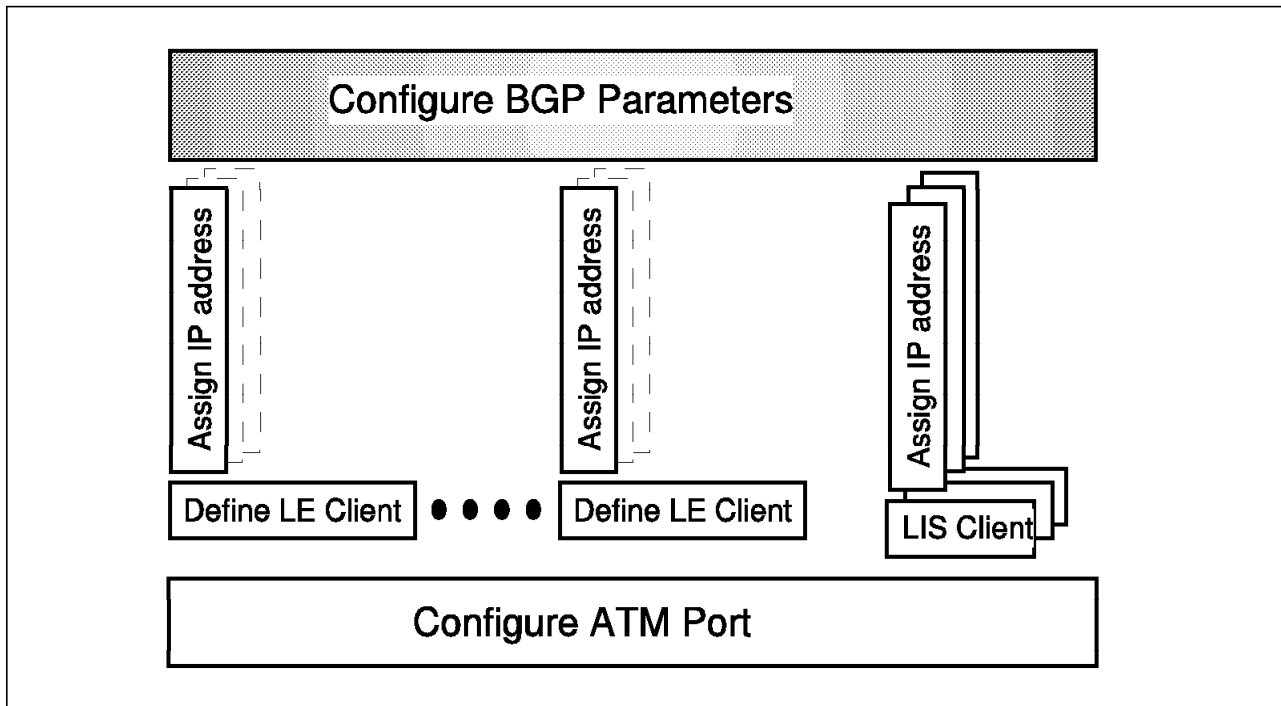 Configure BGP Parameters
Assign IP address
Assign IP address
Assign IP address
Define LE Client
Define LE Client
LIS Client
Configure ATM Port